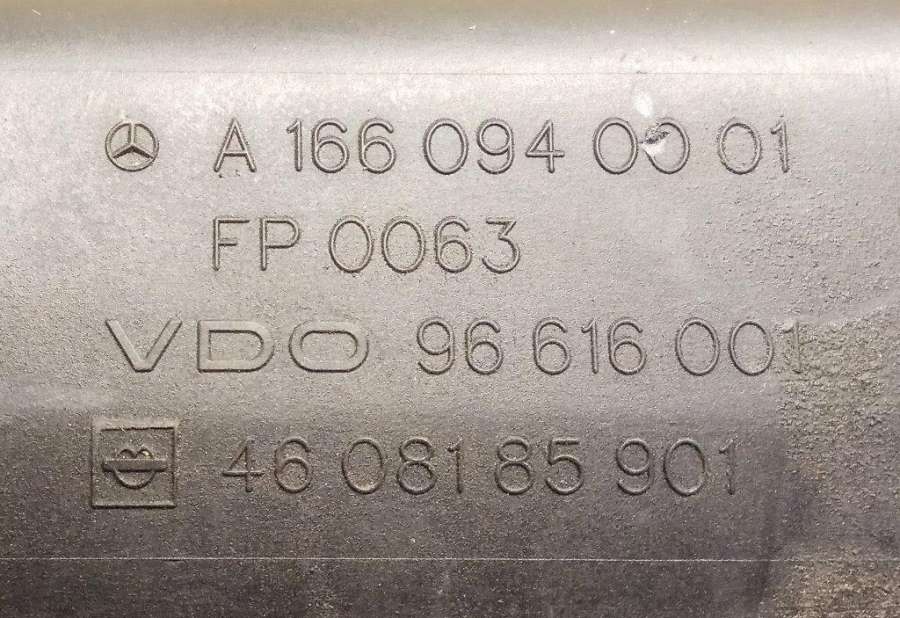 A 166 094 00 01
FP 0063
VDO 96 616 001
46 081 85 901